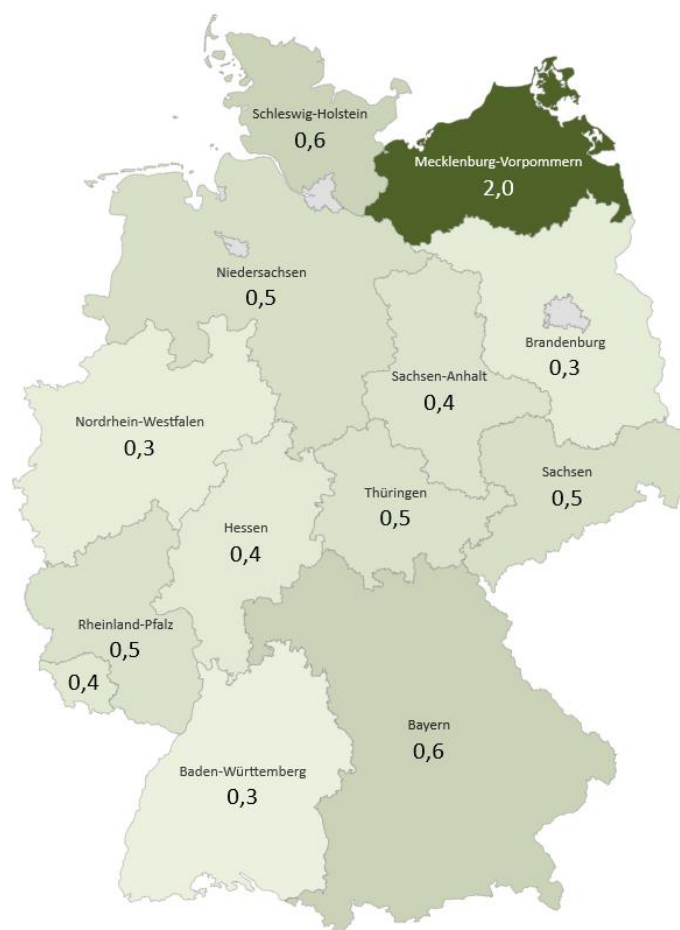 Schleswig-Holstein
0,6
Mecklenburg-Vorpommern
2,0
Niedersachsen
0,5
Brandenburg
0,3
Sachsen-Anhalt
0,4
Nordrhein-Westfalen
0,3
Sachsen
0,5
Thüringen
0,5
Hessen
0,4
Rheinland-Pfalz
0,5
0,4
Bayern
0,6
Baden-Württemberg
0,3